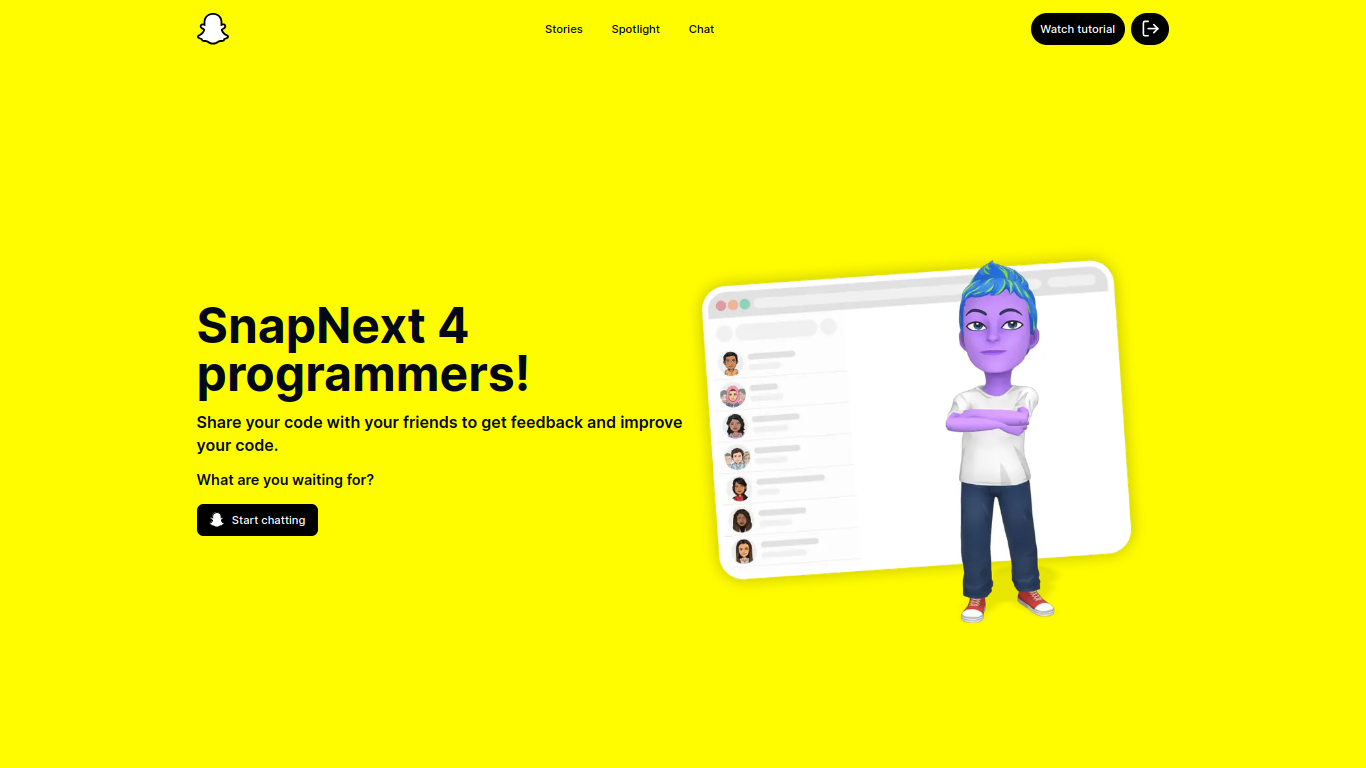 Stories
Spotlight
Chat
Watch tutorial
SnapNext 4
programmers!
Share your code with your friends to get feedback and improve
your code.
What are you waiting for?
Start chatting